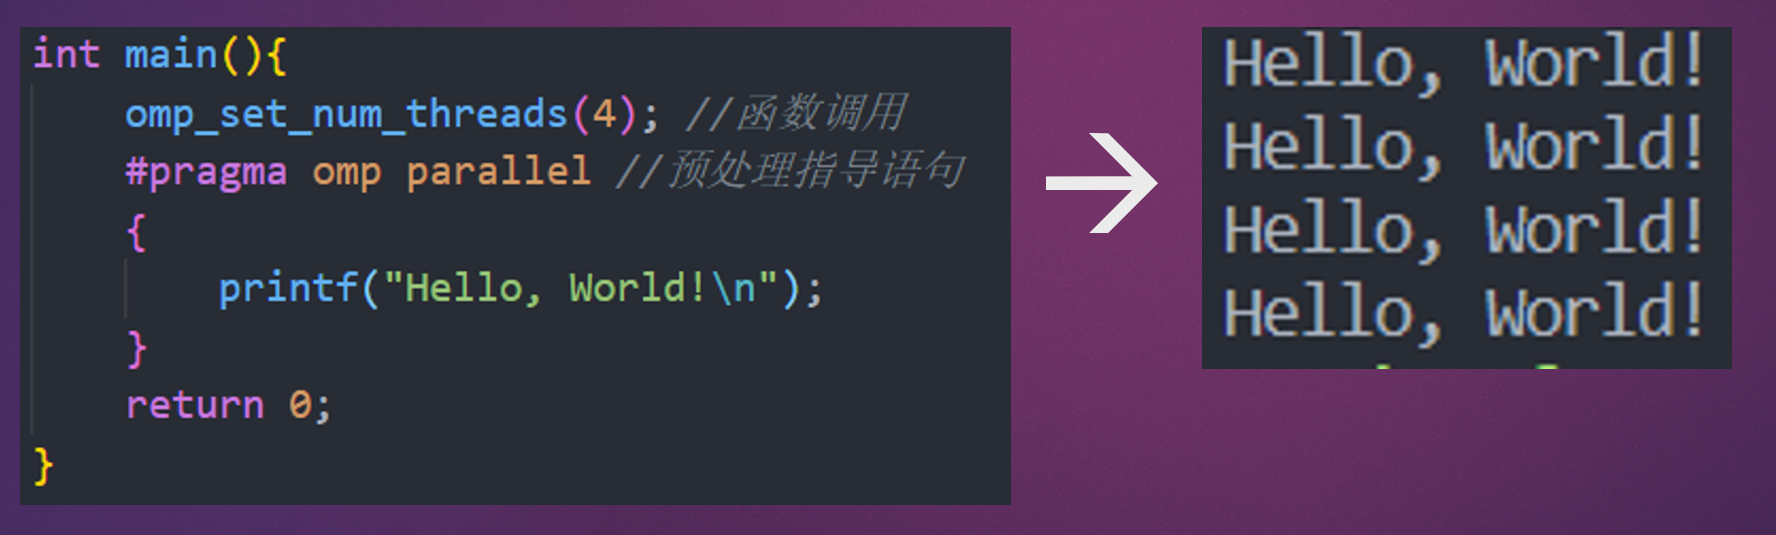 int main(){
omp_set_num_threads(4); //函数调用
#pragma omp parallel //预处理指导语句
{
printf("Hello, World!\n");
}
return 0;
}
Hello, World!
Hello, World!
Hello, World!
Hello, World!